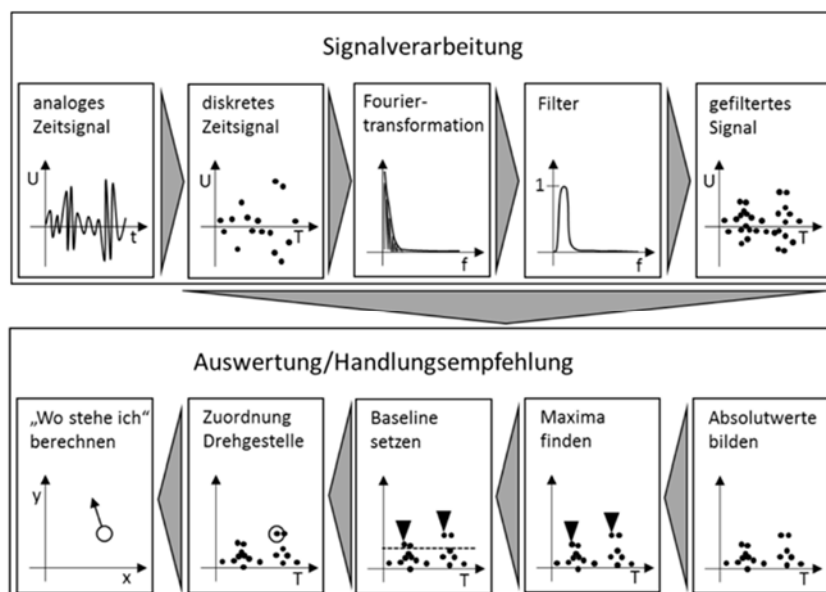 Signalverarbeitung
analoges
Zeitsignal
U
t
diskretes
Zeitsignal
U
T
Fourier-
transformation
f
Filter
1
f
gefiltertes
Signal
U
T
Auswertung/Handlungsempfehlung
„Wo stehe ich“
berechnen
y
x
Zuordnung
Drehgestelle
T
Baseline
setzen
T
Maxima
finden
T
Absolutwerte
bilden
T